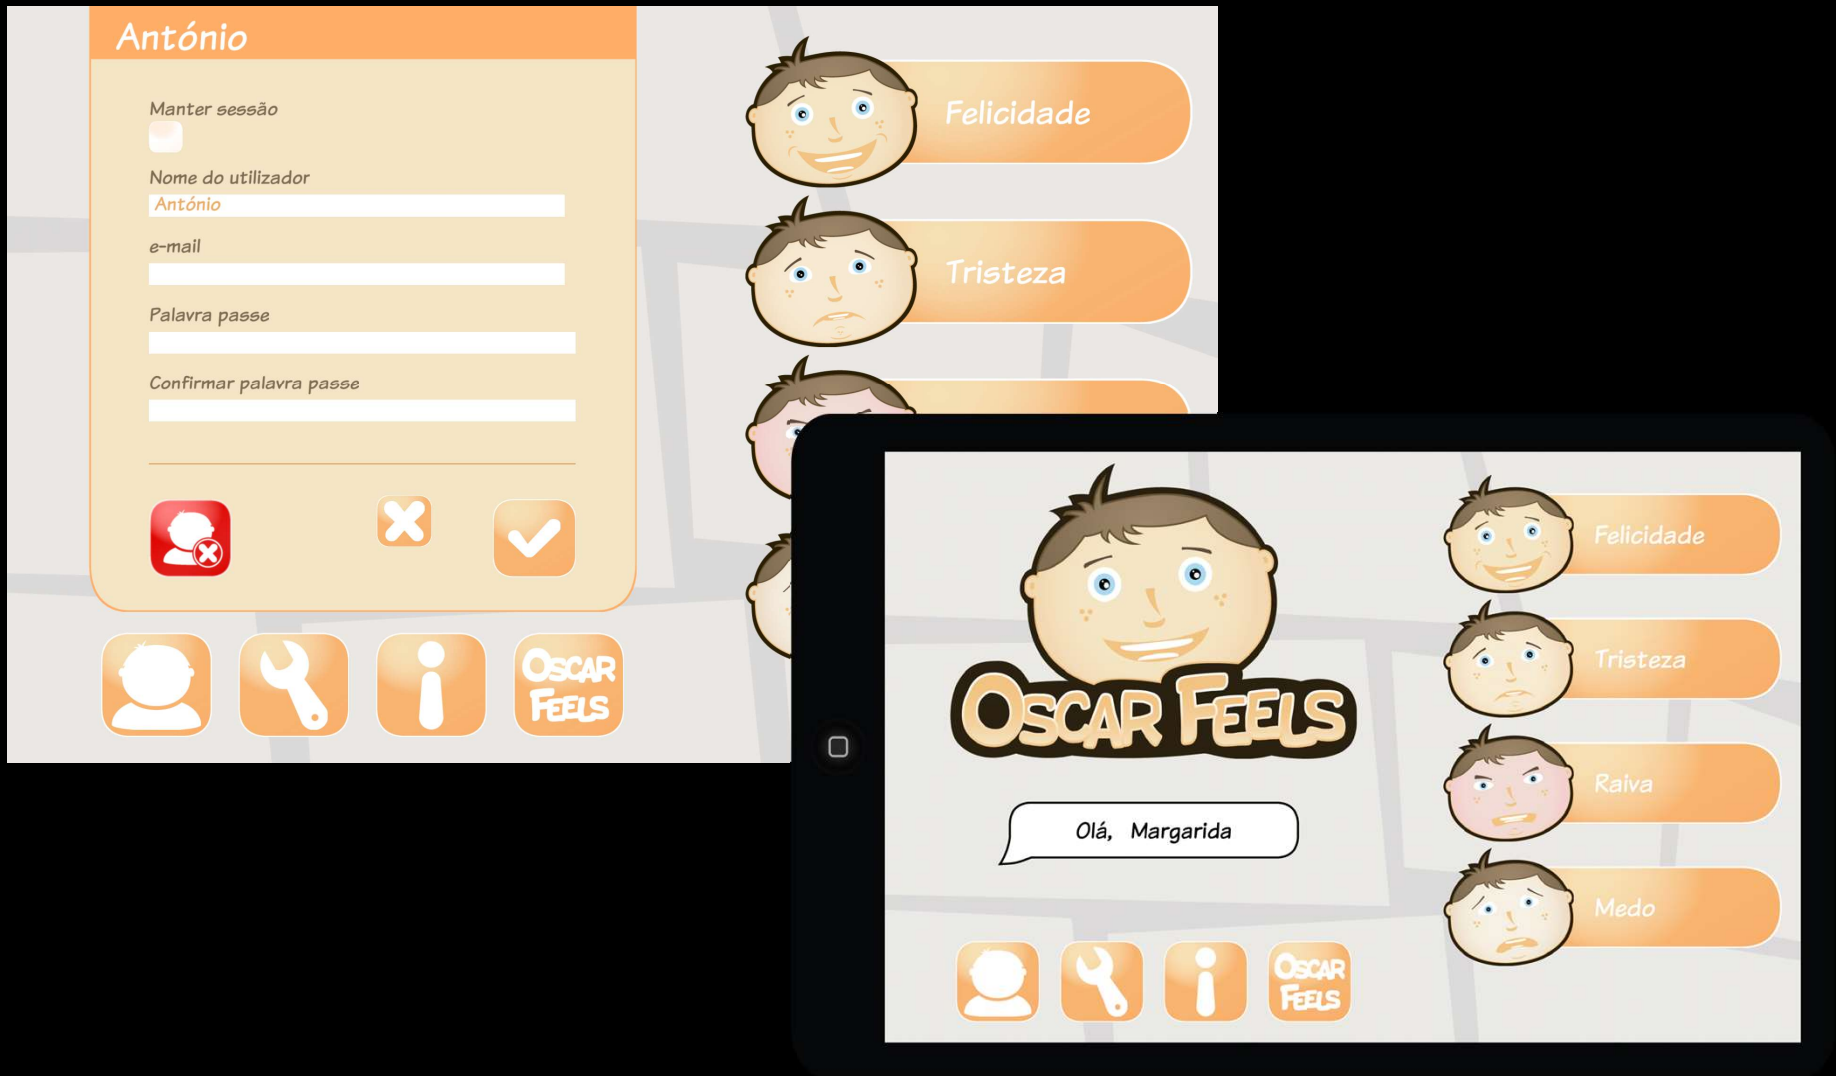 António
Manter sessão
Nome do utilizador
António
e-mail
Palavra passe
Confirmar palavra passe
OSCAR
FEELS
Felicidade
Tristeza
OSCAR FEELS
Olá, Margarida
OSCAR
FEELS
Felicidade
Tristeza
Raiva
Medo